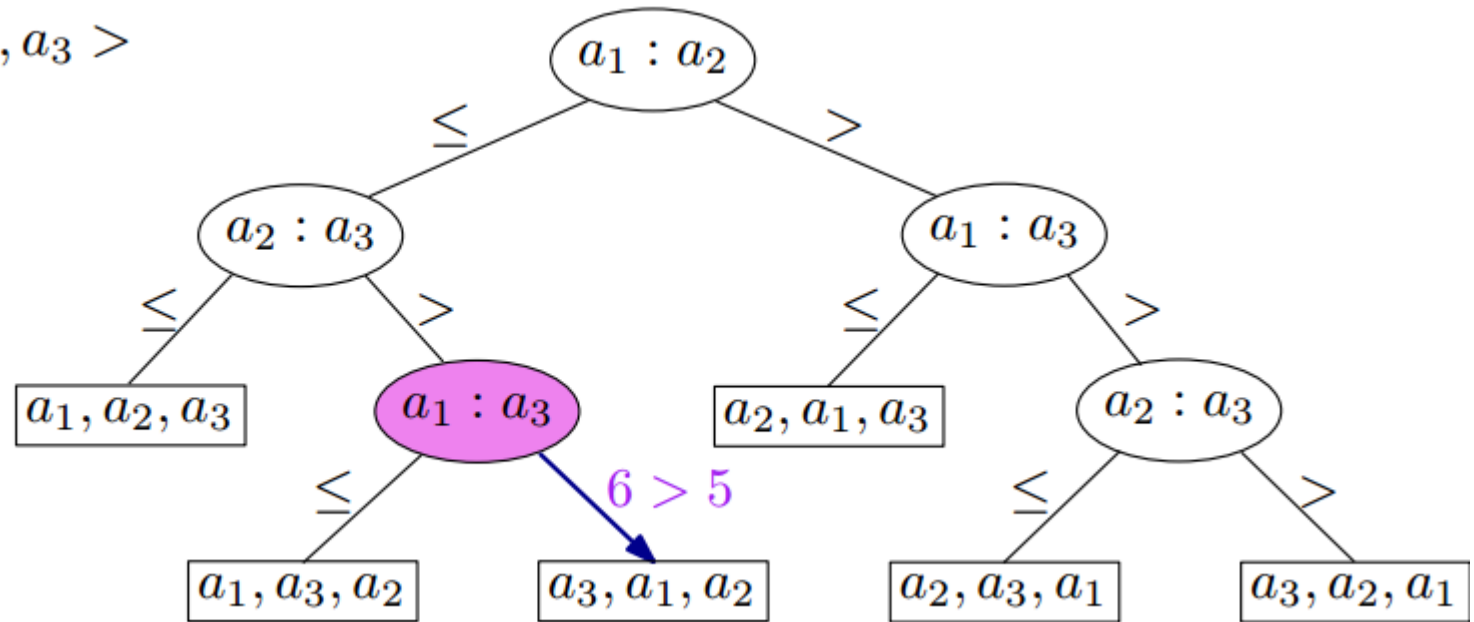 , a₃ >
a₁ : a₂
≤ >
a₂ : a₃ a₁ : a₃
≤ > ≤ >
a₁, a₂, a₃ a₁ : a₃ a₂, a₁, a₃ a₂ : a₃
≤ 6 > 5 ≤ >
a₁, a₃, a₂ a₃, a₁, a₂ a₂, a₃, a₁ a₃, a₂, a₁